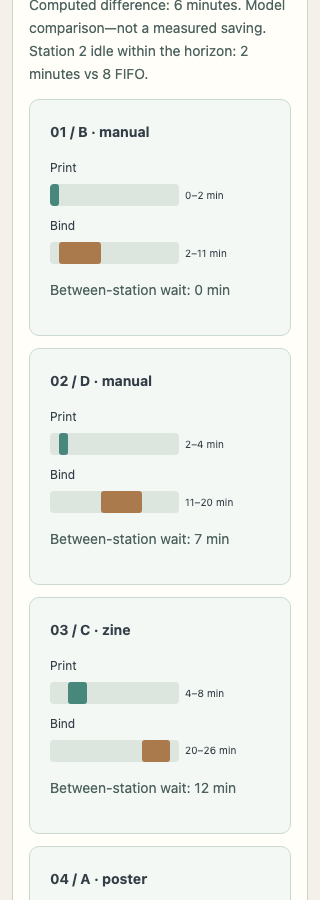 Computed difference: 6 minutes. Model
comparison—not a measured saving.
Station 2 idle within the horizon: 2
minutes vs 8 FIFO.
01 / B · manual
Print
0–2 min
Bind
2–11 min
Between-station wait: 0 min
02 / D · manual
Print
2–4 min
Bind
11–20 min
Between-station wait: 7 min
03 / C · zine
Print
4–8 min
Bind
20–26 min
Between-station wait: 12 min
04 / A · poster